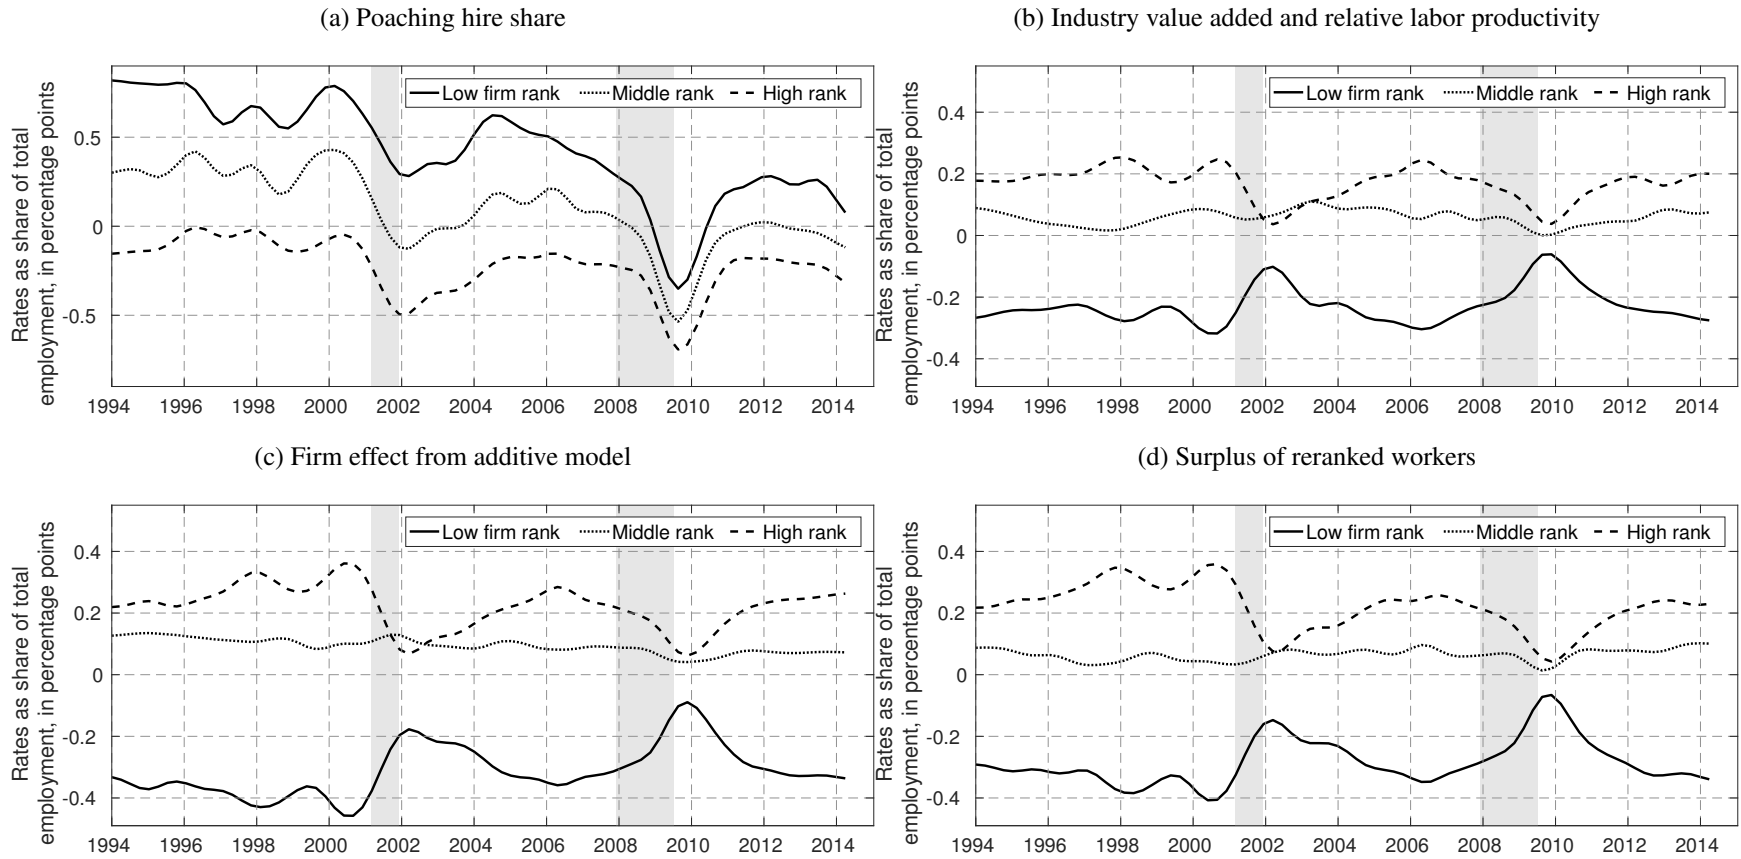 (a) Poaching hire share
Rates as share of total
employment, in percentage points
0.5
0
-0.5
Low firm rank
Middle rank
High rank
1994 1996 1998 2000 2002 2004 2006 2008 2010 2012 2014
(b) Industry value added and relative labor productivity
Rates as share of total
employment, in percentage points
0.4
0.2
0
-0.2
-0.4
Low firm rank
Middle rank
High rank
1994 1996 1998 2000 2002 2004 2006 2008 2010 2012 2014
(c) Firm effect from additive model
Rates as share of total
employment, in percentage points
0.4
0.2
0
-0.2
-0.4
Low firm rank
Middle rank
High rank
1994 1996 1998 2000 2002 2004 2006 2008 2010 2012 2014
(d) Surplus of reranked workers
Rates as share of total
employment, in percentage points
0.4
0.2
0
-0.2
-0.4
Low firm rank
Middle rank
High rank
1994 1996 1998 2000 2002 2004 2006 2008 2010 2012 2014